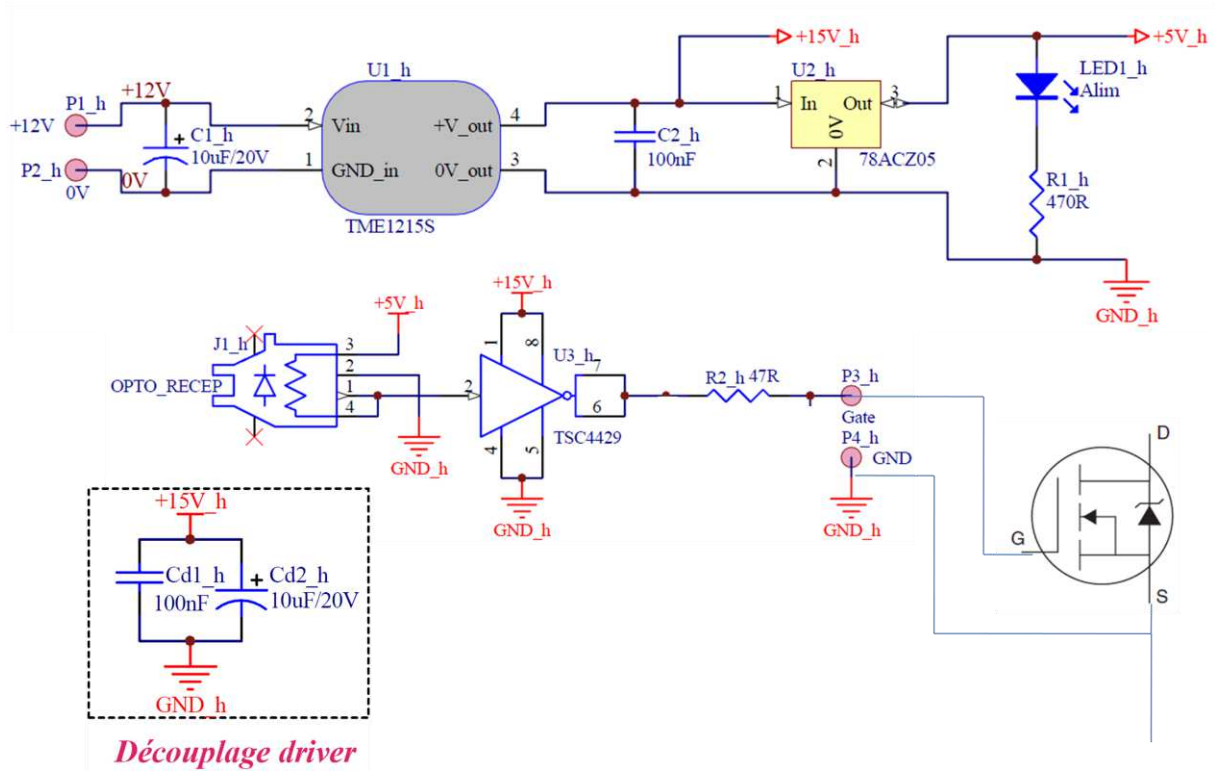 +15V_h
+5V_h
U1_h
U2_h
LED1_h
Alim
P1_h
+12V
+12V
2
Vin
+V_out
4
1
In
Out
3
0V
2
78ACZ05
C1_h
10uF/20V
C2_h
100nF
P2_h
0V
0V
1
GND_in
0V_out
3
TME1215S
R1_h
470R
GND_h
+15V_h
+5V_h
J1_h
OPTO_RECEP
3
2
1
4
GND_h
1
8
U3_h
2
7
6
TSC4429
4
5
GND_h
R2_h 47R
P3_h
Gate
P4_h
GND
GND_h
D
G
S
+15V_h
Cd1_h
100nF
Cd2_h
10uF/20V
GND_h
Découplage driver